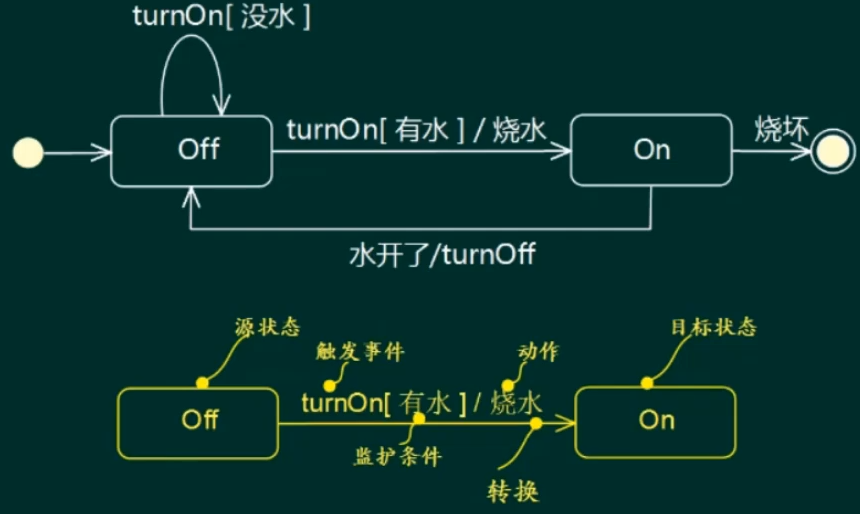 turnOn[ 没水 ]
turnOn[ 有水 ] / 烧水
烧坏
Off
On
水开了/turnOff
源状态
触发事件
动作
目标状态
turnOn[ 有水 ] / 烧水
Off
On
监护条件
转换